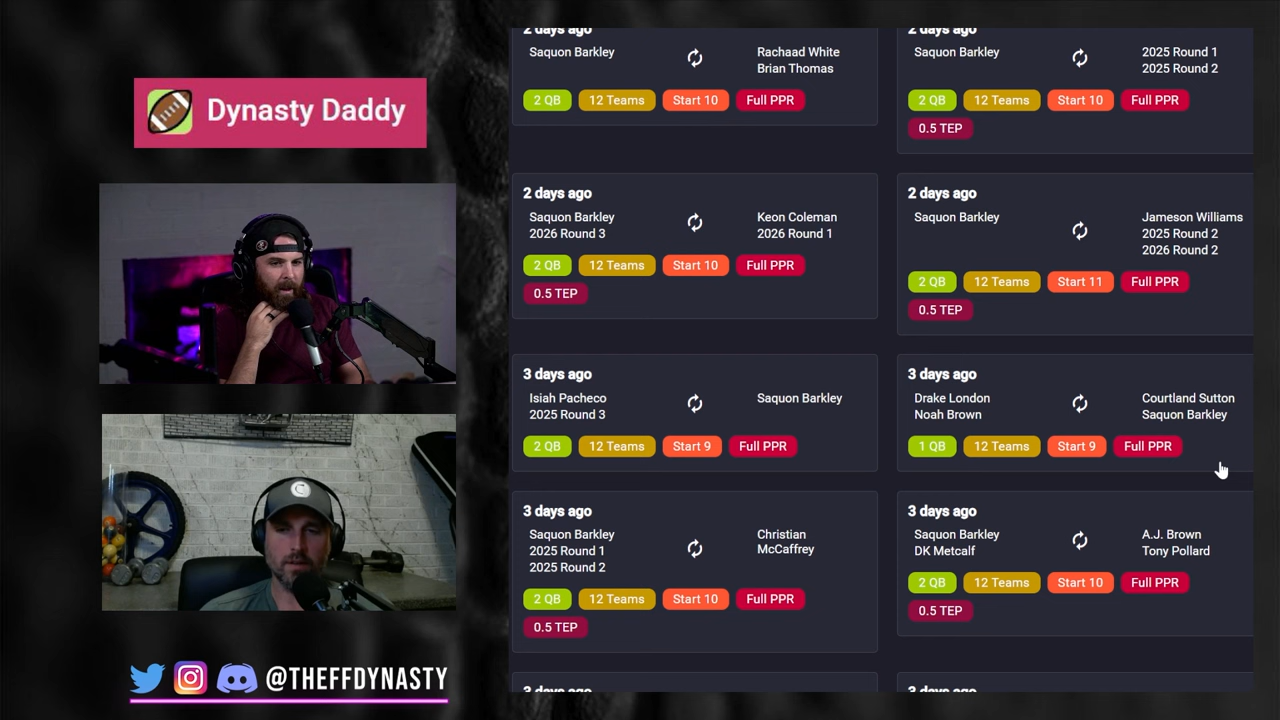 Dynasty Daddy
@THEFFDYNASTY
2 days ago
Saquon Barkley
Rachaad White
Brian Thomas
2 QB
12 Teams
Start 10
Full PPR
2 days ago
Saquon Barkley
2025 Round 1
2025 Round 2
2 QB
12 Teams
Start 10
Full PPR
0.5 TEP
2 days ago
Saquon Barkley
2026 Round 3
Keon Coleman
2026 Round 1
2 QB
12 Teams
Start 10
Full PPR
0.5 TEP
2 days ago
Saquon Barkley
Jameson Williams
2025 Round 2
2026 Round 2
2 QB
12 Teams
Start 11
Full PPR
0.5 TEP
3 days ago
Isiah Pacheco
2025 Round 3
Saquon Barkley
2 QB
12 Teams
Start 9
Full PPR
3 days ago
Drake London
Noah Brown
Courtland Sutton
Saquon Barkley
1 QB
12 Teams
Start 9
Full PPR
3 days ago
Saquon Barkley
2025 Round 1
2025 Round 2
Christian
McCaffrey
2 QB
12 Teams
Start 10
Full PPR
0.5 TEP
3 days ago
Saquon Barkley
DK Metcalf
A.J. Brown
Tony Pollard
2 QB
12 Teams
Start 10
Full PPR
0.5 TEP
3 days ago
3 days ago